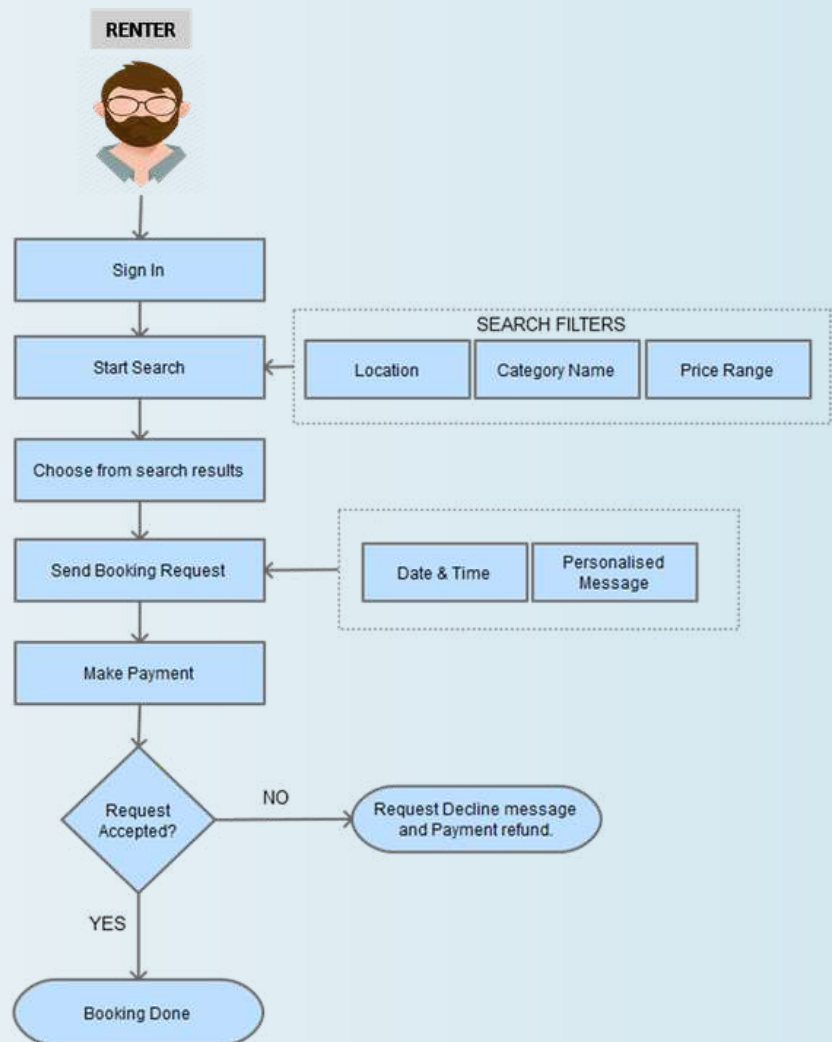 RENTER
Sign In
SEARCH FILTERS
Start Search
Location
Category Name
Price Range
Choose from search results
Send Booking Request
Date & Time
Personalised
Message
Make Payment
Request
Accepted?
NO
Request Decline message
and Payment refund.
YES
Booking Done